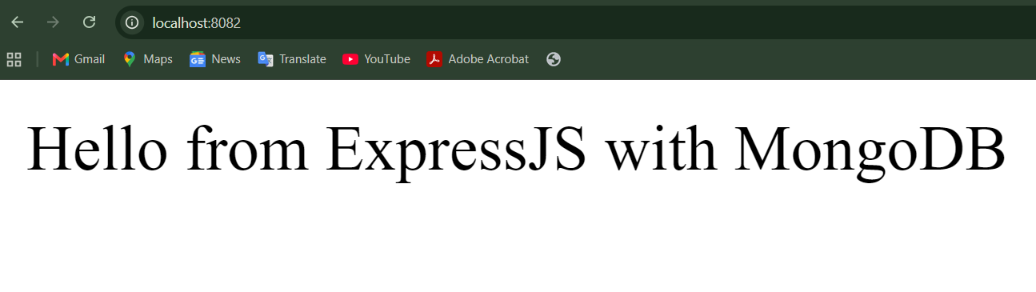 localhost:8082
Gmail Maps News Translate YouTube Adobe Acrobat
Hello from ExpressJS with MongoDB